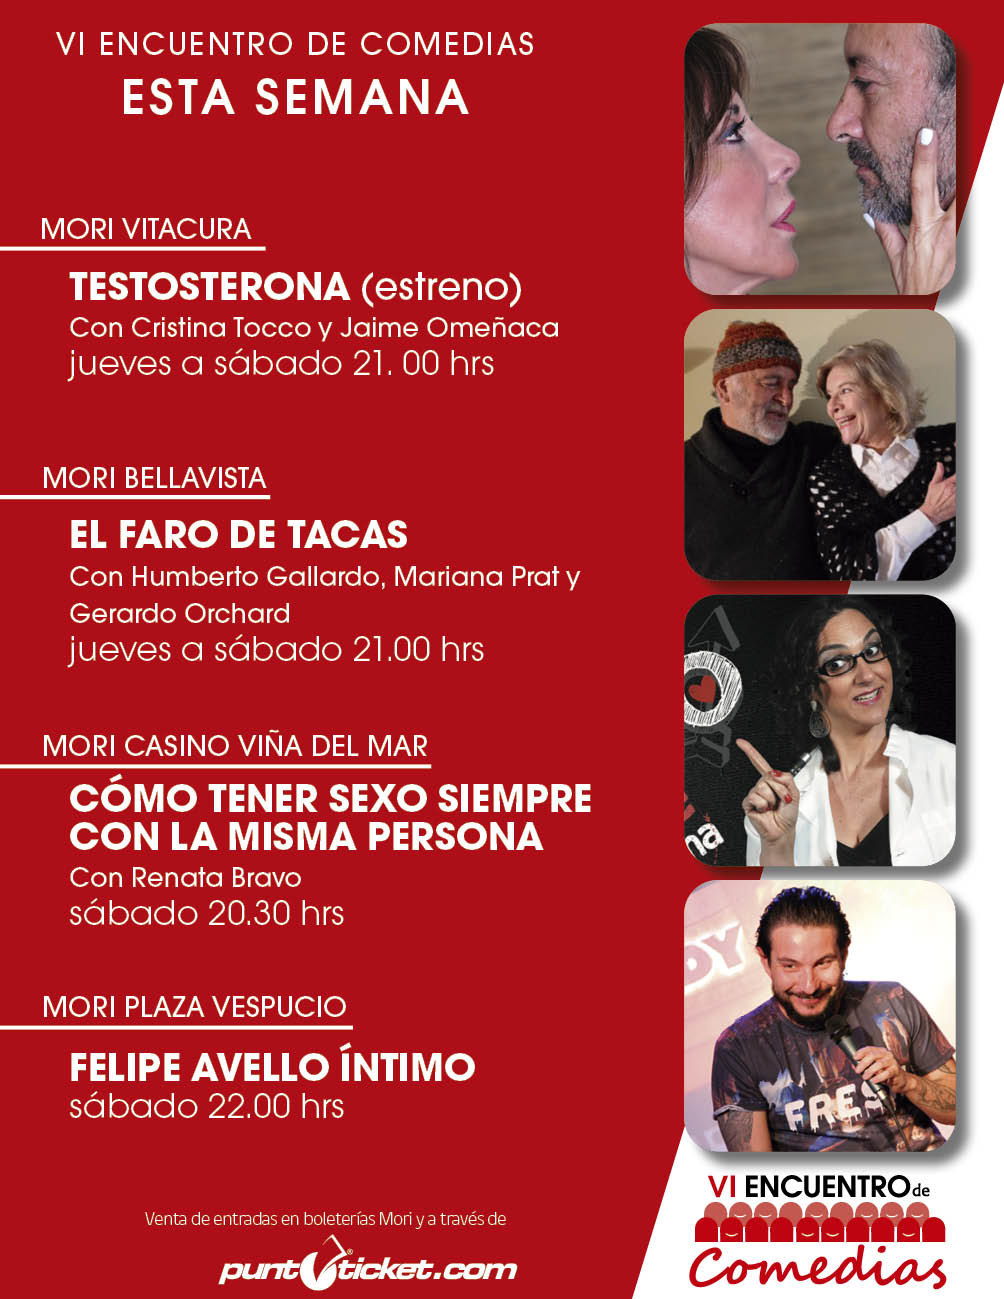 VI ENCUENTRO DE COMEDIAS
ESTA SEMANA
MORI VITACURA
TESTOSTERONA (estreno)
Con Cristina Tocco y Jaime Omeñaca
jueves a sábado 21. 00 hrs
MORI BELLAVISTA
EL FARO DE TACAS
Con Humberto Gallardo, Mariana Prat y
Gerardo Orchard
jueves a sábado 21.00 hrs
MORI CASINO VIÑA DEL MAR
CÓMO TENER SEXO SIEMPRE
CON LA MISMA PERSONA
Con Renata Bravo
sábado 20.30 hrs
MORI PLAZA VESPUCIO
FELIPE AVELLO ÍNTIMO
sábado 22.00 hrs
DY
FRES
Venta de entradas en boleterías Mori y a través de
puntoticket.com®
VI ENCUENTRO de
Comedias